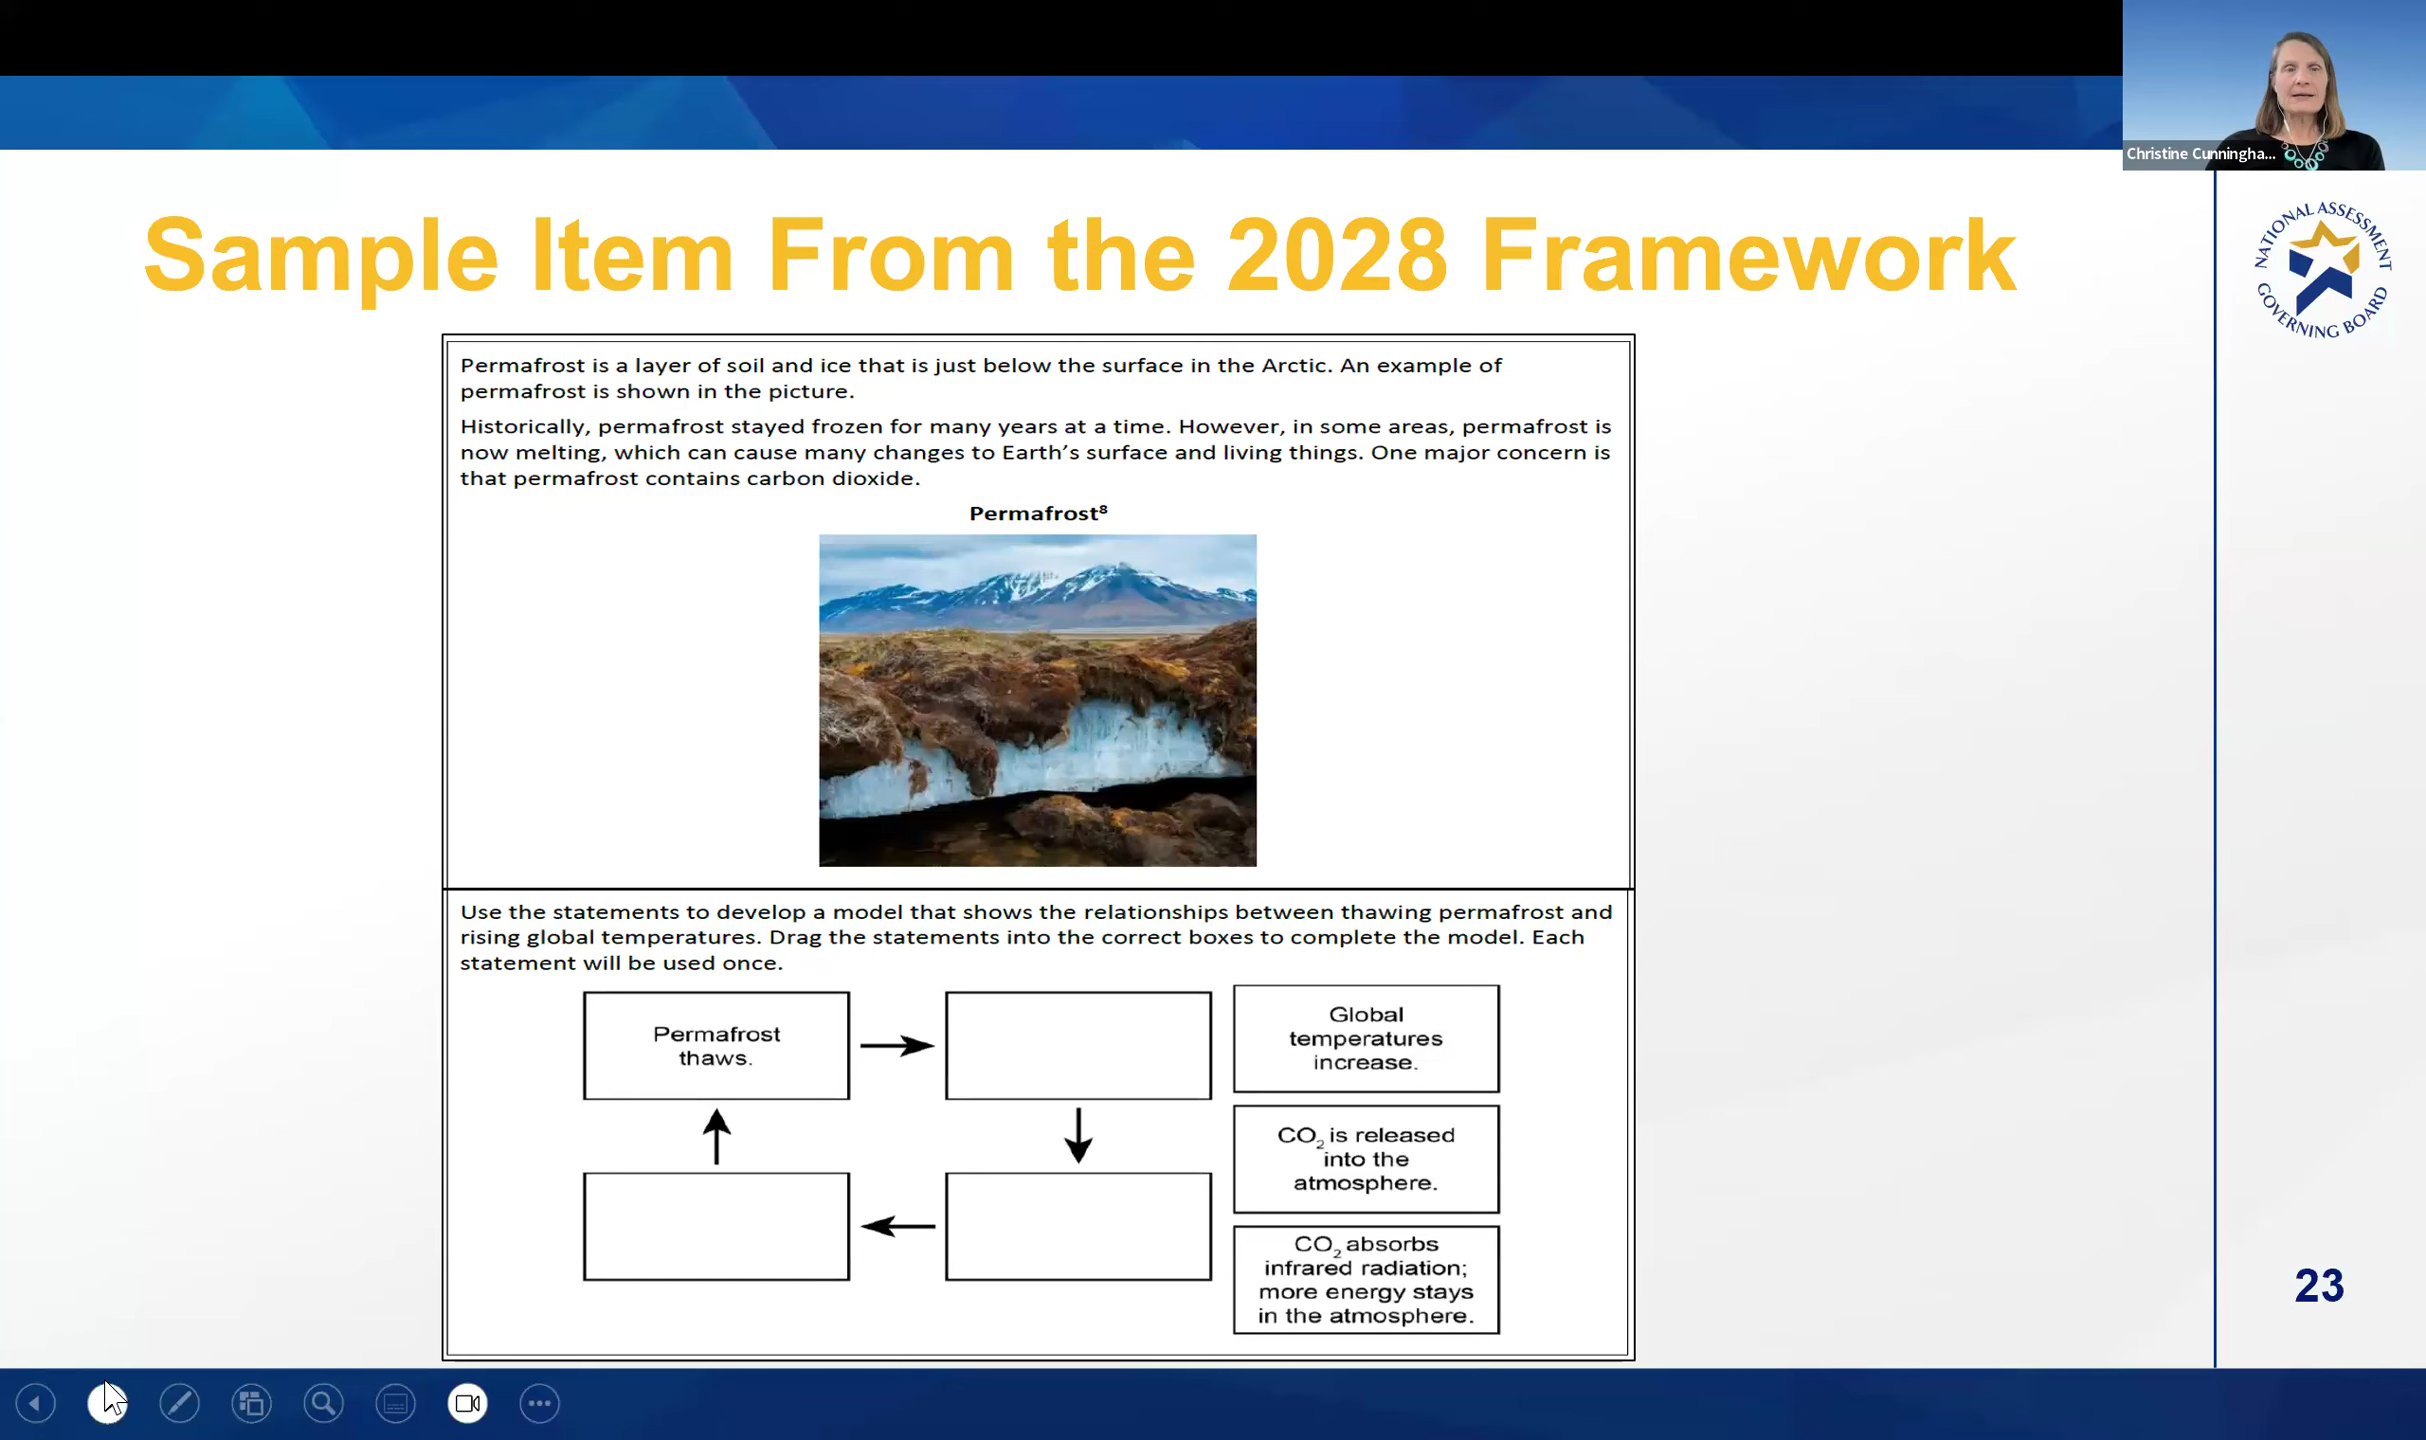 Christine Cunningha...
NATIONAL ASSESSMENT
GOVERNING BOARD
Sample Item From the 2028 Framework
Permafrost is a layer of soil and ice that is just below the surface in the Arctic. An example of
permafrost is shown in the picture.
Historically, permafrost stayed frozen for many years at a time. However, in some areas, permafrost is
now melting, which can cause many changes to Earth’s surface and living things. One major concern is
that permafrost contains carbon dioxide.
Permafrost⁸
Use the statements to develop a model that shows the relationships between thawing permafrost and
rising global temperatures. Drag the statements into the correct boxes to complete the model. Each
statement will be used once.
Permafrost
thaws.
Global
temperatures
increase.
CO₂ is released
into the
atmosphere.
CO₂ absorbs
infrared radiation;
more energy stays
in the atmosphere.
23